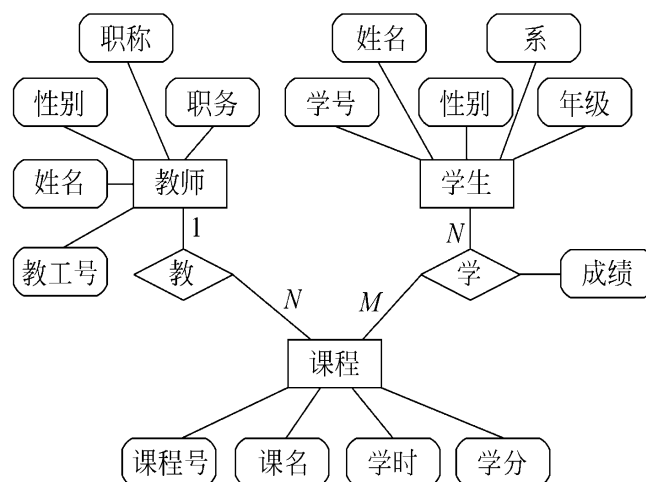 职称
姓名
系
性别
职务
学号
性别
年级
姓名
教师
学生
1
N
教工号
教
学
成绩
N
M
课程
课程号
课名
学时
学分